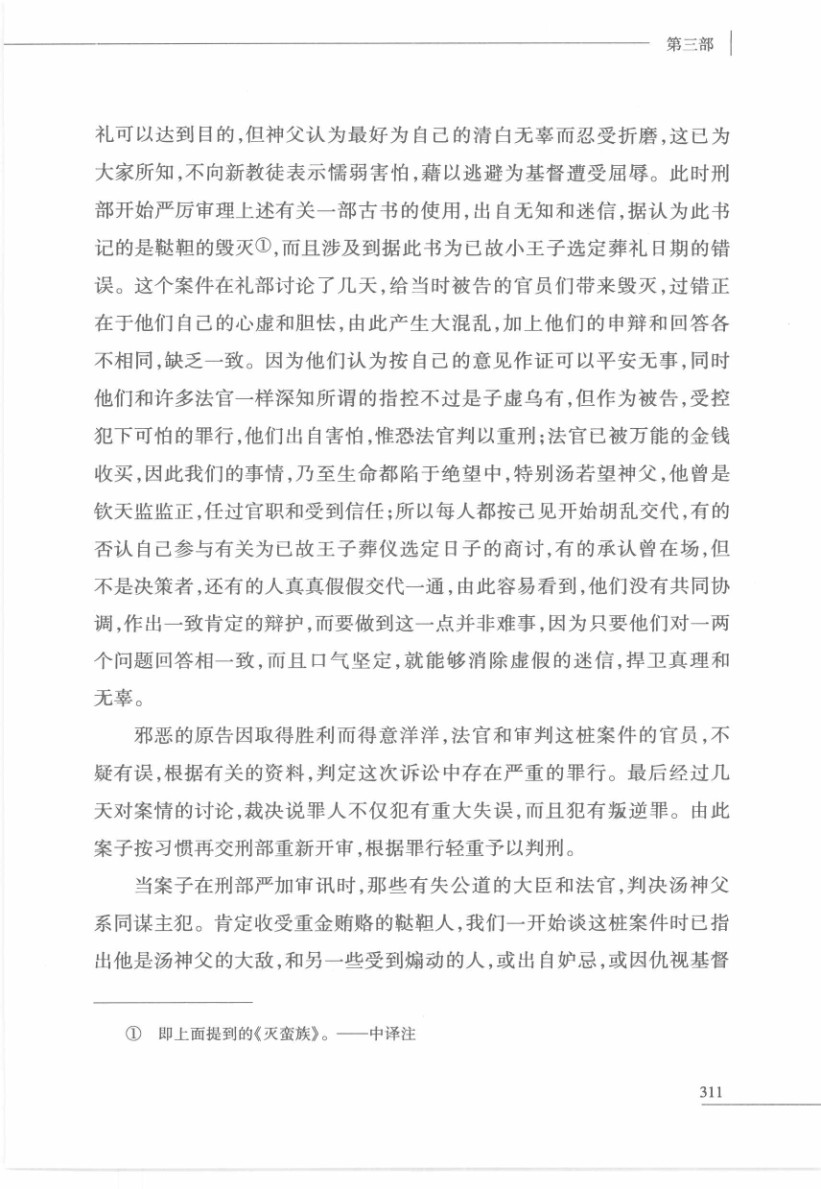 第三部
礼可以达到目的,但神父认为最好为自己的清白无辜而忍受折磨,这已为
大家所知,不向新教徒表示懦弱害怕,藉以逃避为基督遭受屈辱。此时刑
部开始严厉审理上述有关一部古书的使用,出自无知和迷信,据认为此书
记的是鞑靼的毁灭①,而且涉及到据此书为已故小王子选定葬礼日期的错
误。这个案件在礼部讨论了几天,给当时被告的官员们带来毁灭,过错正
在于他们自己的心虚和胆怯,由此产生大混乱,加上他们的申辩和回答各
不相同,缺乏一致。因为他们认为按自己的意见作证可以平安无事,同时
他们和许多法官一样深知所谓的指控不过是子虚乌有,但作为被告,受控
犯下可怕的罪行,他们出自害怕,惟恐法官判以重刑;法官已被万能的金钱
收买,因此我们的事情,乃至生命都陷于绝望中,特别汤若望神父,他曾是
钦天监监正,任过官职和受到信任;所以每人都按己见开始胡乱交代,有的
否认自己参与有关为已故王子葬仪选定日子的商讨,有的承认曾在场,但
不是决策者,还有的人真真假假交代一通,由此容易看到,他们没有共同协
调,作出一致肯定的辩护,而要做到这一点并非难事,因为只要他们对一两
个问题回答相一致,而且口气坚定,就能够消除虚假的迷信,捍卫真理和
无辜。
邪恶的原告因取得胜利而得意洋洋,法官和审判这桩案件的官员,不
疑有误,根据有关的资料,判定这次诉讼中存在严重的罪行。最后经过几
天对案情的讨论,裁决说罪人不仅犯有重大失误,而且犯有叛逆罪。由此
案子按习惯再交刑部重新开审,根据罪行轻重予以判刑。
当案子在刑部严加审讯时,那些有失公道的大臣和法官,判决汤神父
系同谋主犯。肯定收受重金贿赂的鞑靼人,我们一开始谈这桩案件时已指
出他是汤神父的大敌,和另一些受到煽动的人,或出自妒忌,或因仇视基督
① 即上面提到的《灭蛮族》。——中译注
311